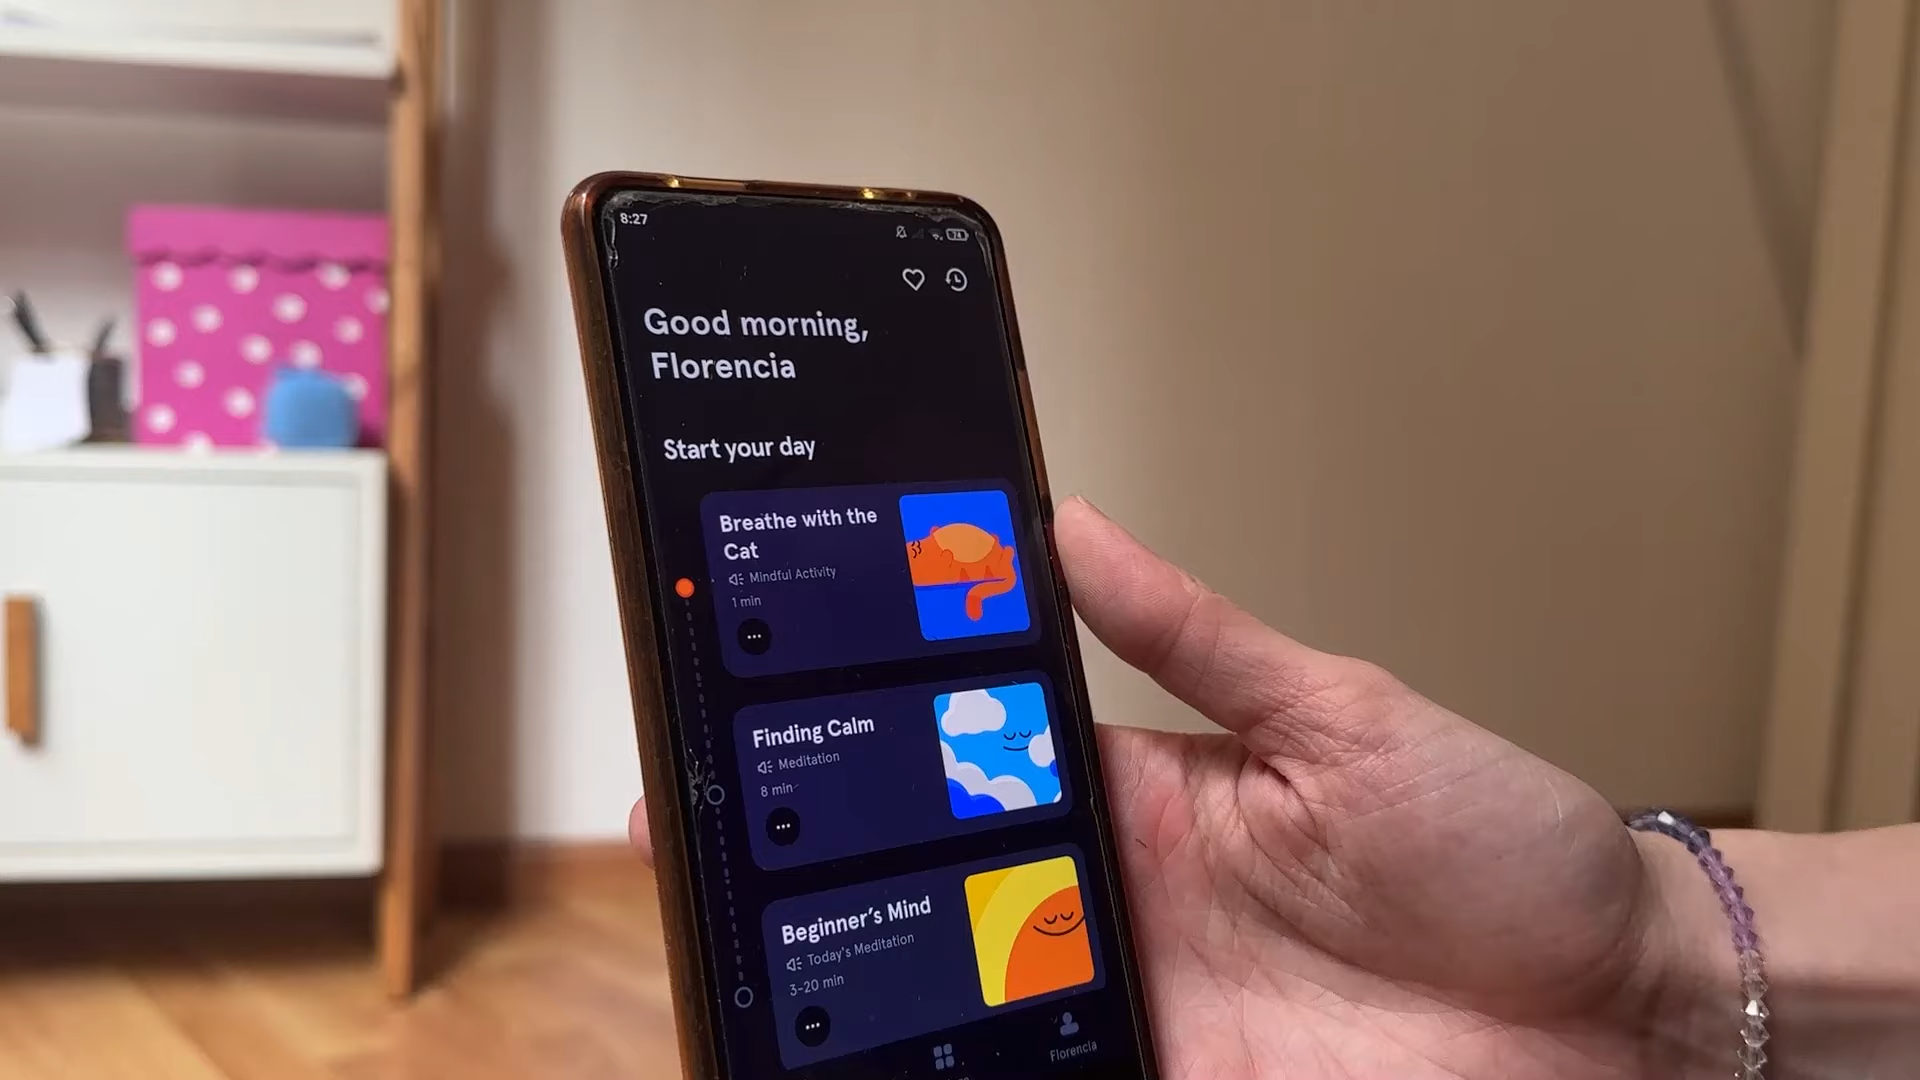 8:27
74
Good morning,
Florencia
Start your day
Breathe with the
Cat
Mindful Activity
1 min
Finding Calm
Meditation
8 min
Beginner's Mind
Today's Meditation
3-20 min
Florencia